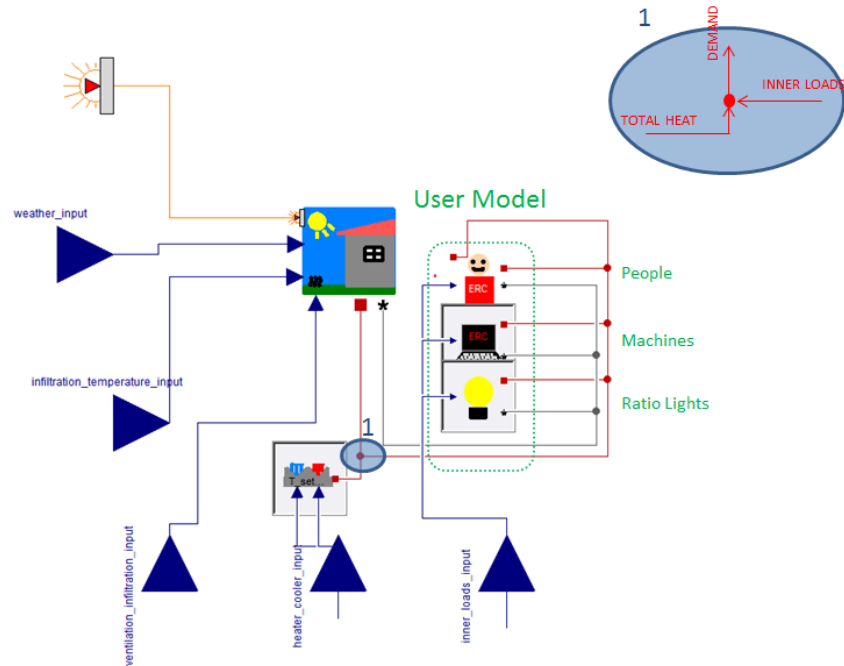 1
DEMAND
INNER LOADS
TOTAL HEAT
weather_input
User Model
ERC
People
ERC
Machines
infiltration_temperature_input
Ratio Lights
1
T_set...
ventilation_infiltration_input
heater_cooler_input
inner_loads_input